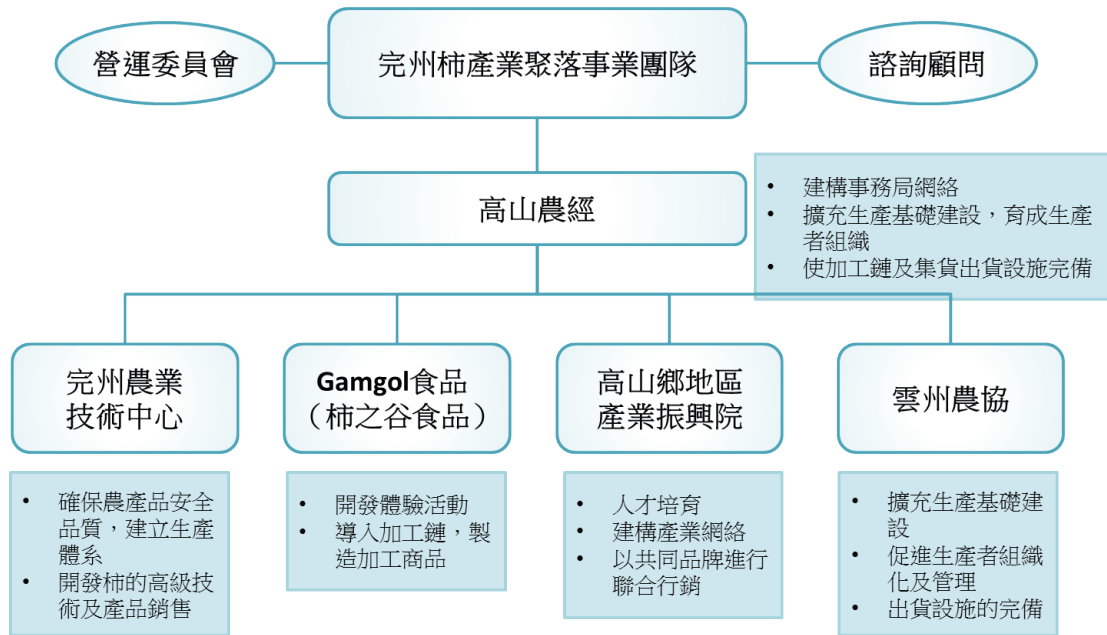 營運委員會
完州柿產業聚落事業團隊
諮詢顧問
高山農經
• 建構事務局網絡
• 擴充生產基礎建設，育成生產
者組織
• 使加工鏈及集貨出貨設施完備
完州農業
技術中心
Gamgol食品
（柿之谷食品）
高山鄉地區
產業振興院
雲州農協
• 確保農產品安全
品質，建立生產
體系
• 開發柿的高級技
術及產品銷售
• 開發體驗活動
• 導入加工鏈，製
造加工商品
• 人才培育
• 建構產業網絡
• 以共同品牌進行
聯合行銷
• 擴充生產基礎建
設
• 促進生產者組織
化及管理
• 出貨設施的完備